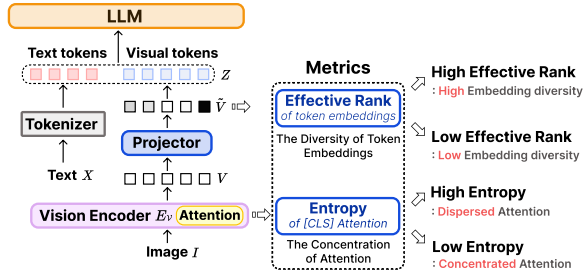 LLM
Text tokens
Visual tokens
Z
Ṽ
Tokenizer
Projector
Text X
V
Vision Encoder E𝒱 Attention
Image I
Metrics
Effective Rank
of token embeddings
The Diversity of Token
Embeddings
Entropy
of [CLS] Attention
The Concentration
of Attention
High Effective Rank
: High Embedding diversity
Low Effective Rank
: Low Embedding diversity
High Entropy
: Dispersed Attention
Low Entropy
: Concentrated Attention